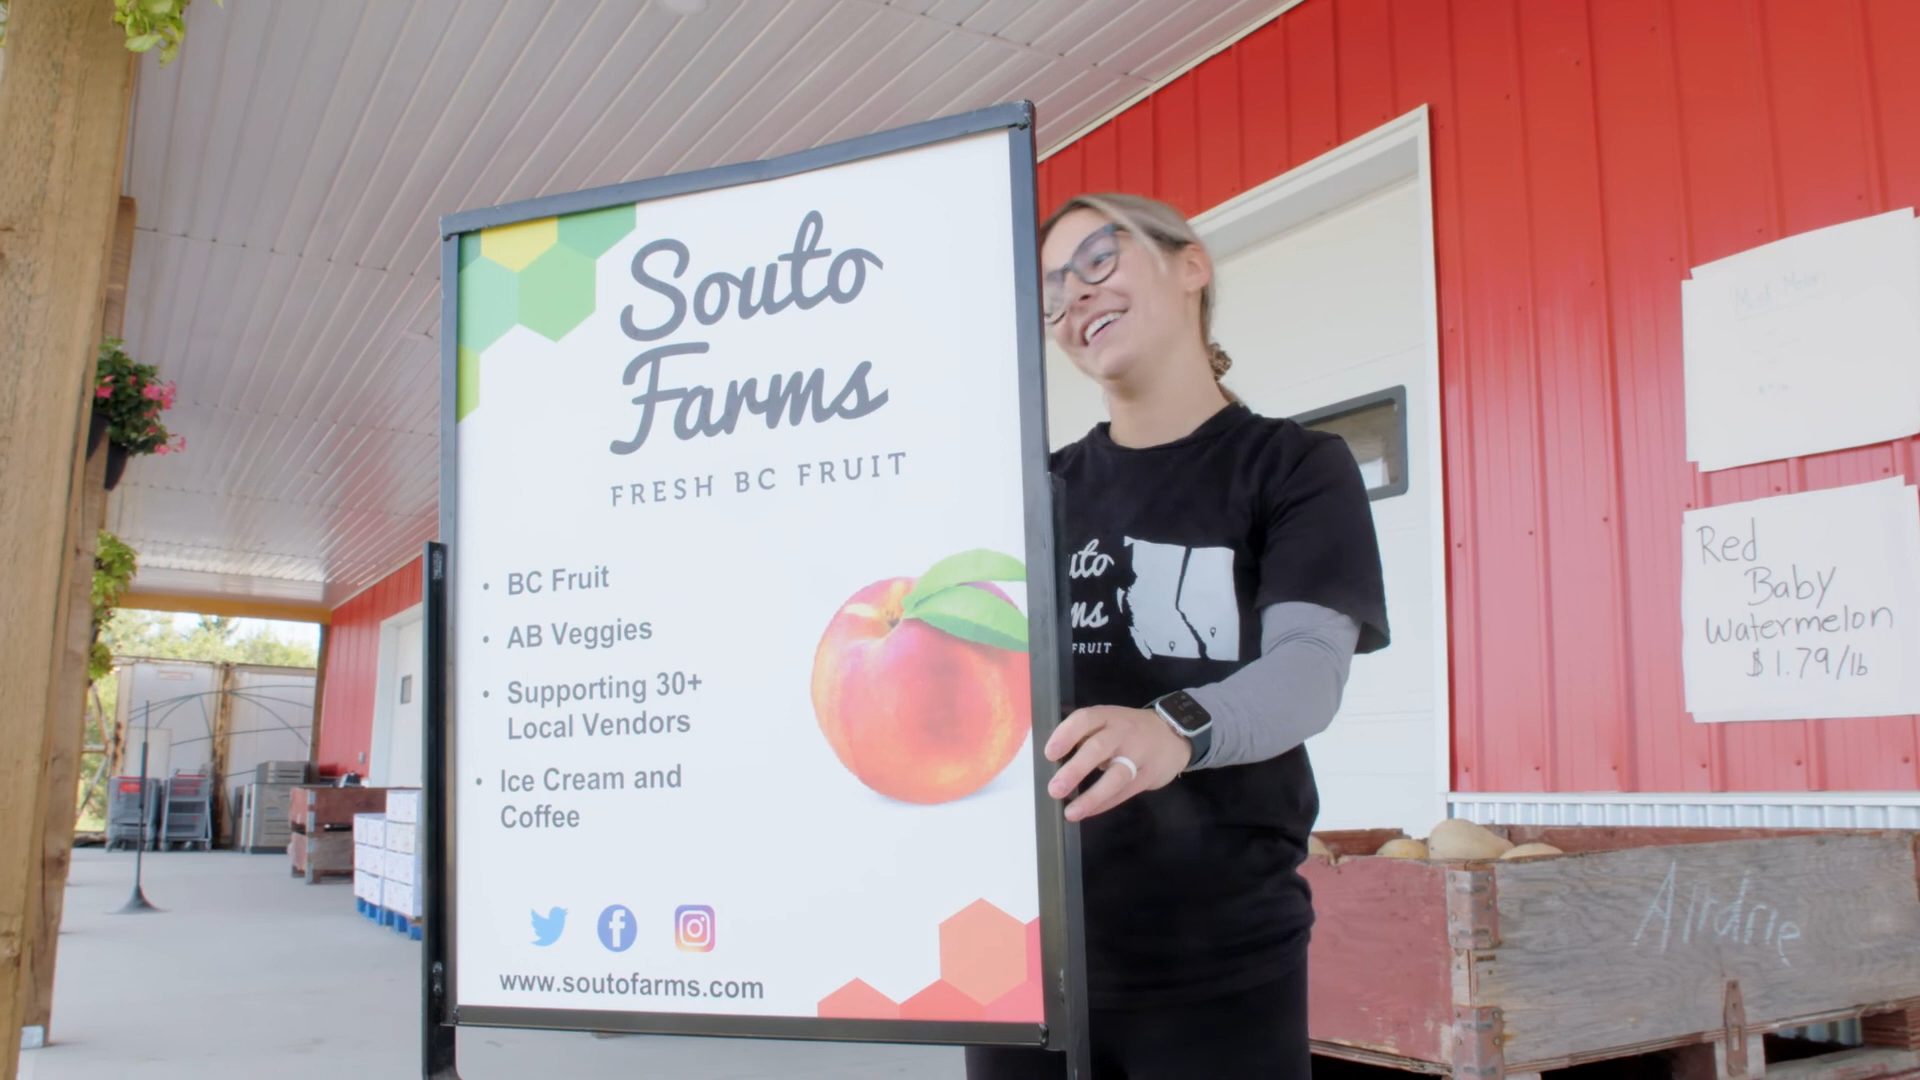 Souto
Farms
FRESH BC FRUIT
• BC Fruit
• AB Veggies
• Supporting 30+
Local Vendors
• Ice Cream and
Coffee
www.soutofarms.com
uto
ms
FRUIT
Red
Baby
Watermelon
$1.79/lb
Airdrie